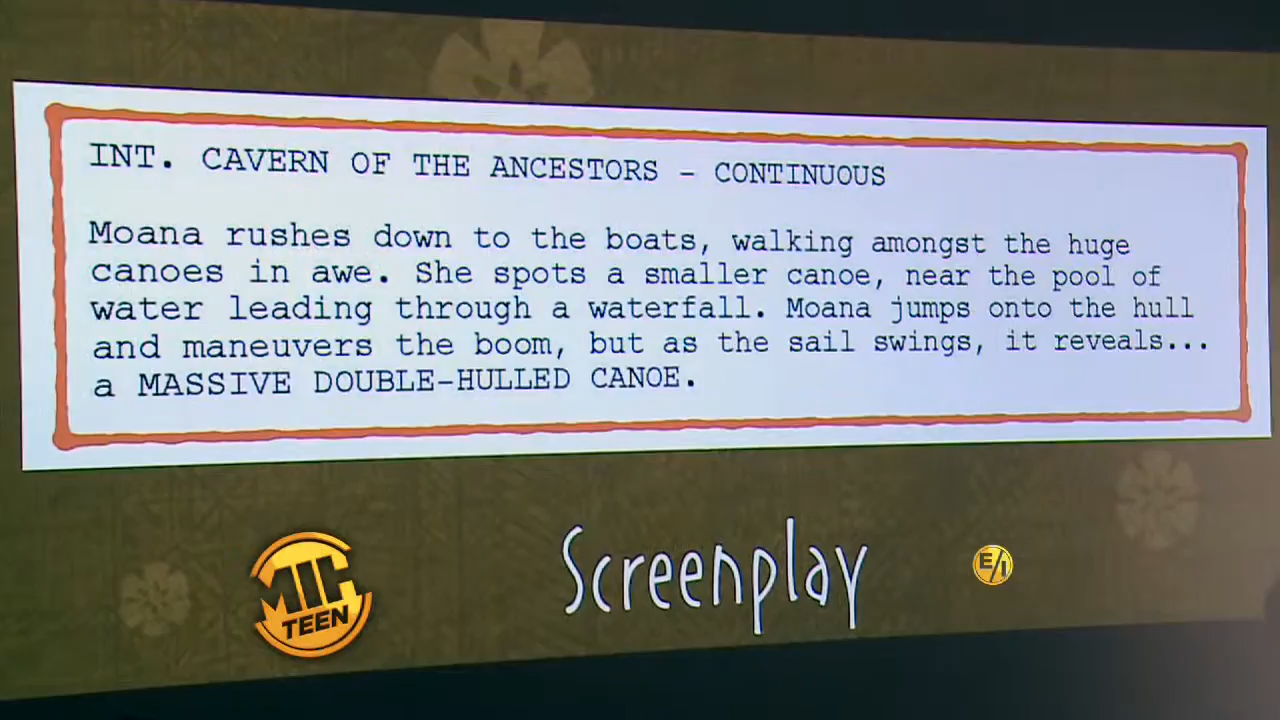 INT. CAVERN OF THE ANCESTORS - CONTINUOUS
Moana rushes down to the boats, walking amongst the huge
canoes in awe. She spots a smaller canoe, near the pool of
water leading through a waterfall. Moana jumps onto the hull
and maneuvers the boom, but as the sail swings, it reveals...
a MASSIVE DOUBLE-HULLED CANOE.
Screenplay
MIC
TEEN
E/I